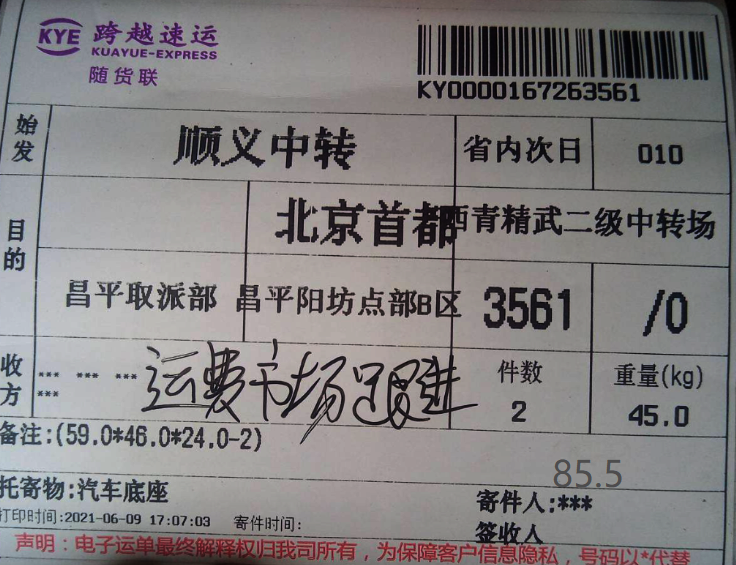 KYE 跨越速运
KUAYUE-EXPRESS
随货联
KY0000167263561
始发 顺义中转 省内次日 010
目的 北京首都 西青精武二级中转场
昌平取派部 昌平阳坊点部B区 3561 /0
收方 *** *** *** 运费市场跟进 件数 重量(kg)
*** 2 45.0
备注:(59.0*46.0*24.0-2)
85.5
托寄物:汽车底座 寄件人:***
打印时间:2021-06-09 17:07:03 寄件时间: 签收人
声明：电子运单最终解释权归我司所有，为保障客户信息隐私，号码以*代替